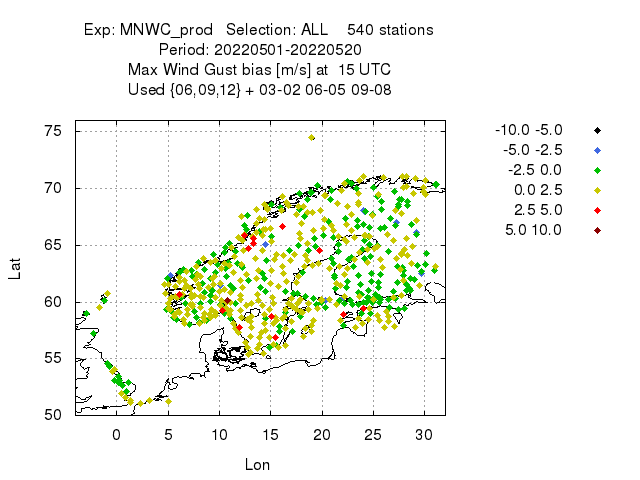 Exp: MNWC_prod Selection: ALL 540 stations
Period: 20220501-20220520
Max Wind Gust bias [m/s] at 15 UTC
Used {06,09,12} + 03-02 06-05 09-08
-10.0 -5.0
-5.0 -2.5
-2.5 0.0
0.0 2.5
2.5 5.0
5.0 10.0
Lat
75
70
65
60
55
50
0 5 10 15 20 25 30
Lon